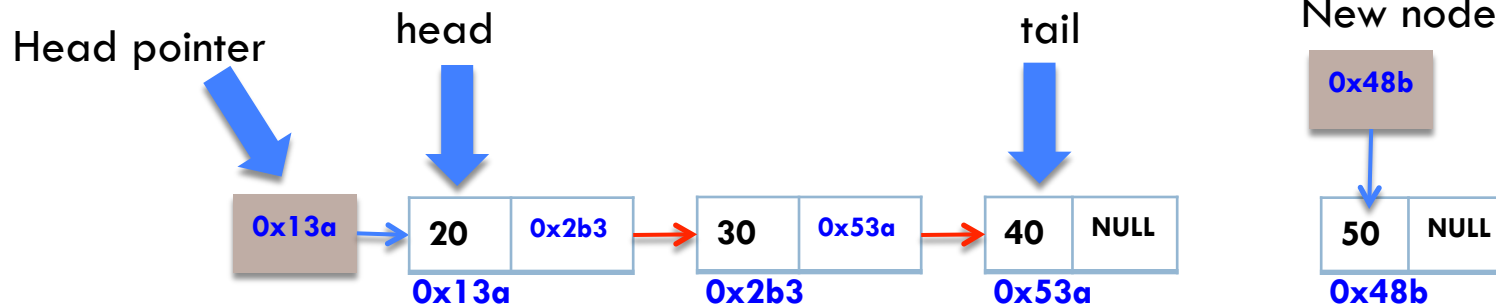 Head pointer
head
tail
New node
0x48b
0x13a
20 0x2b3
30 0x53a
40 NULL
50 NULL
0x13a
0x2b3
0x53a
0x48b